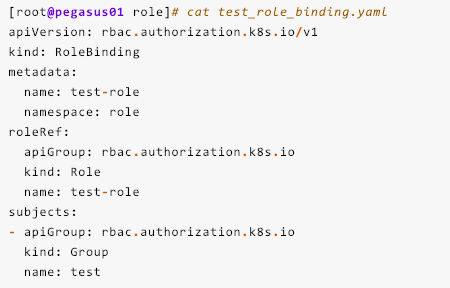 [root@pegasus01 role]# cat test_role_binding.yaml
apiVersion: rbac.authorization.k8s.io/v1
kind: RoleBinding
metadata:
  name: test-role
  namespace: role
roleRef:
  apiGroup: rbac.authorization.k8s.io
  kind: Role
  name: test-role
subjects:
- apiGroup: rbac.authorization.k8s.io
  kind: Group
  name: test